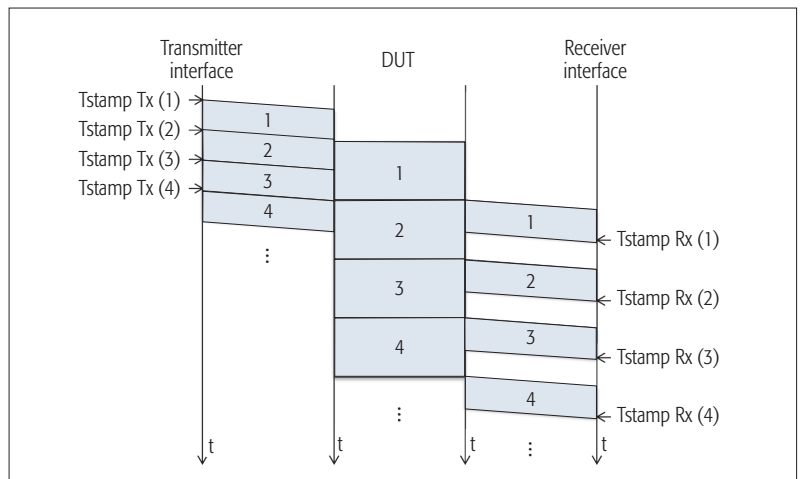 Transmitter
interface
DUT
Receiver
interface
Tstamp Tx (1)
Tstamp Tx (2)
Tstamp Tx (3)
Tstamp Tx (4)
1
2
3
4
⋮
1
2
3
4
⋮
1
2
3
4
⋮
Tstamp Rx (1)
Tstamp Rx (2)
Tstamp Rx (3)
Tstamp Rx (4)
t
t
t
t